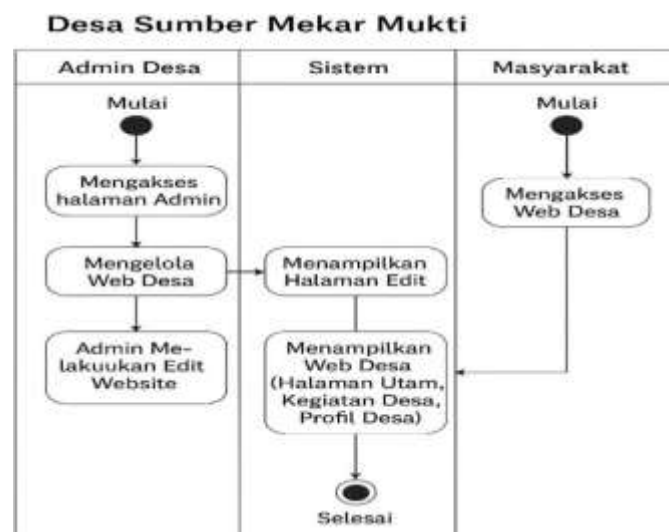 Desa Sumber Mekar Mukti
Admin Desa
Sistem
Masyarakat
Mulai
Mulai
Mengakses
halaman Admin
Mengakses
Web Desa
Mengelola
Web Desa
Menampilkan
Halaman Edit
Admin Me-
lakuukan Edit
Website
Menampilkan
Web Desa
(Halaman Utam,
Kegiatan Desa,
Profil Desa)
Selesai